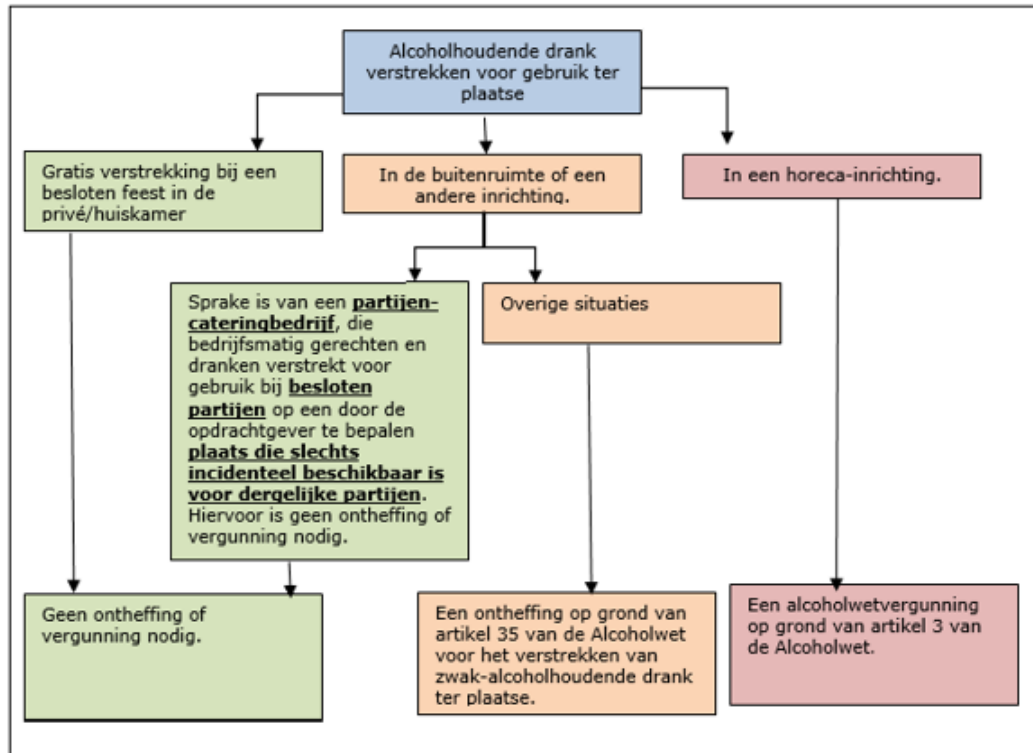 Alcoholhoudende drank
verstrekken voor gebruik ter
plaatse
Gratis verstrekking bij een
besloten feest in de
privé/huiskamer
In de buitenruimte of een
andere inrichting.
In een horeca-inrichting.
Sprake is van een partijen-
cateringbedrijf, die
bedrijfsmatig gerechten en
dranken verstrekt voor
gebruik bij besloten
partijen op een door de
opdrachtgever te bepalen
plaats die slechts
incidenteel beschikbaar is
voor dergelijke partijen.
Hiervoor is geen ontheffing of
vergunning nodig.
Overige situaties
Geen ontheffing of
vergunning nodig.
Een ontheffing op grond van
artikel 35 van de Alcoholwet
voor het verstrekken van
zwak-alcoholhoudende drank
ter plaatse.
Een alcoholwetvergunning
op grond van artikel 3 van
de Alcoholwet.